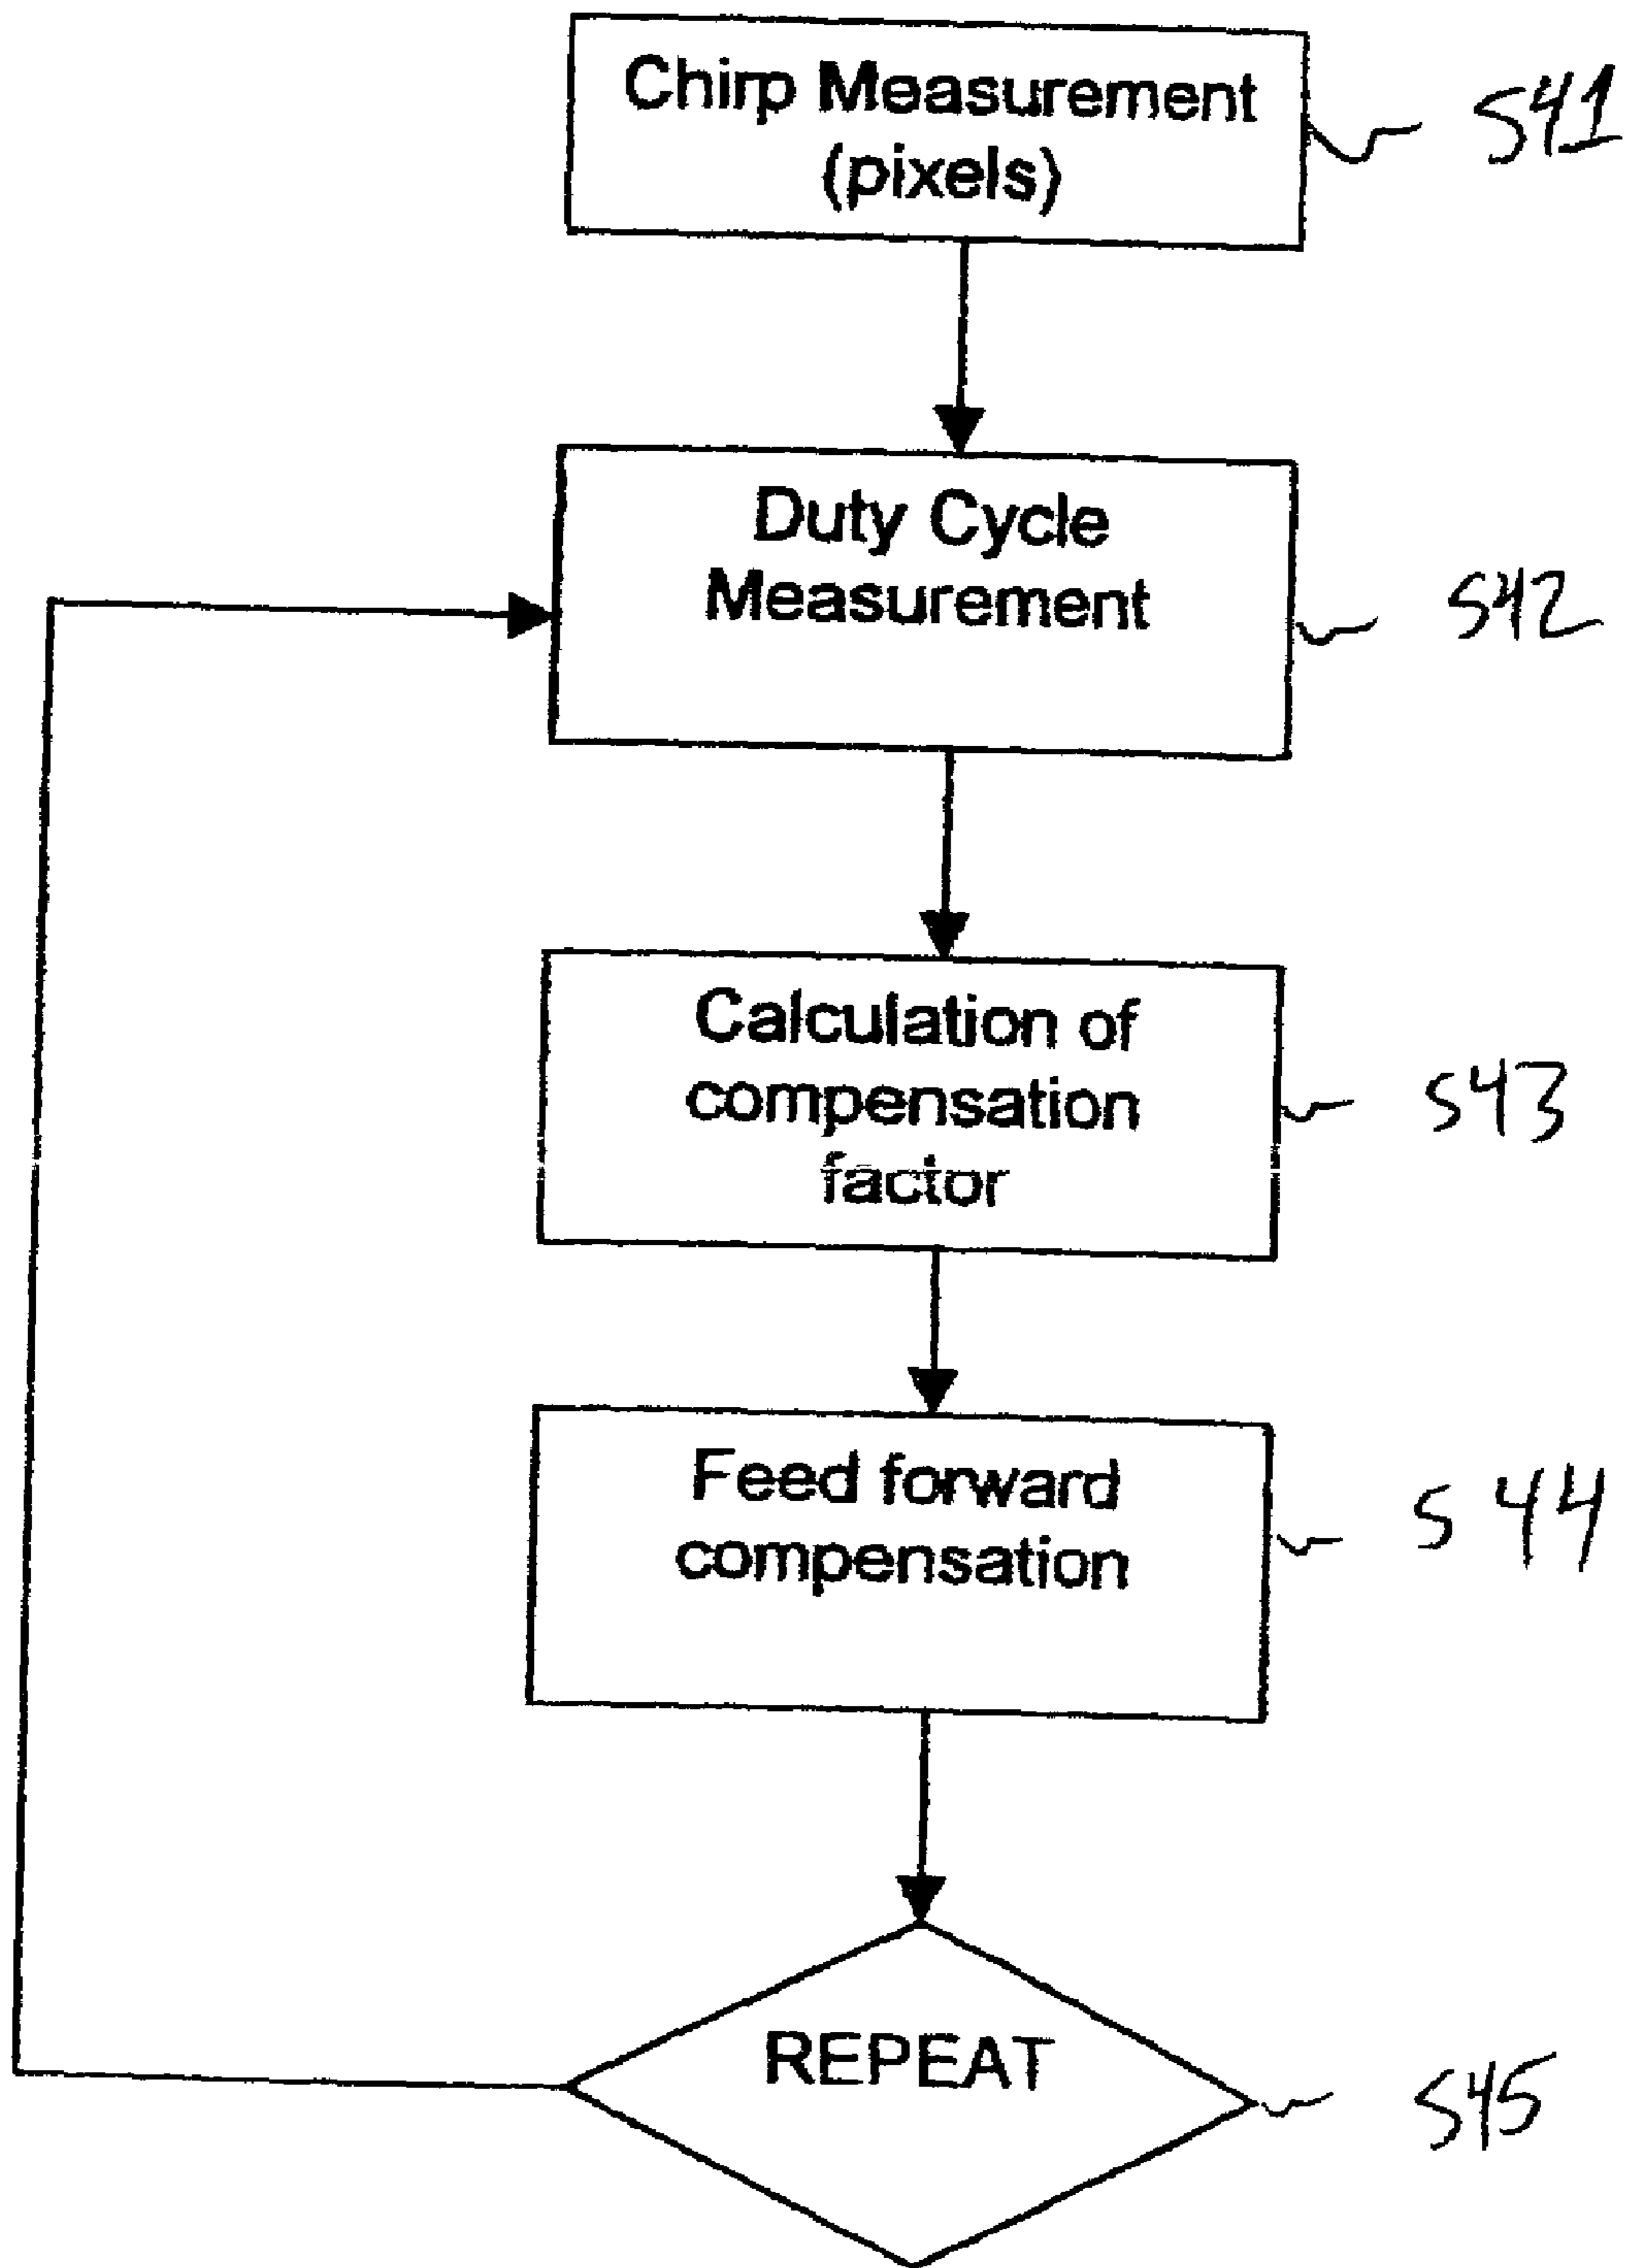 Chirp Measurement
(pixels)
S41
Duty Cycle
Measurement
S42
Calculation of
compensation
factor
S43
Feed forward
compensation
S44
REPEAT
S45